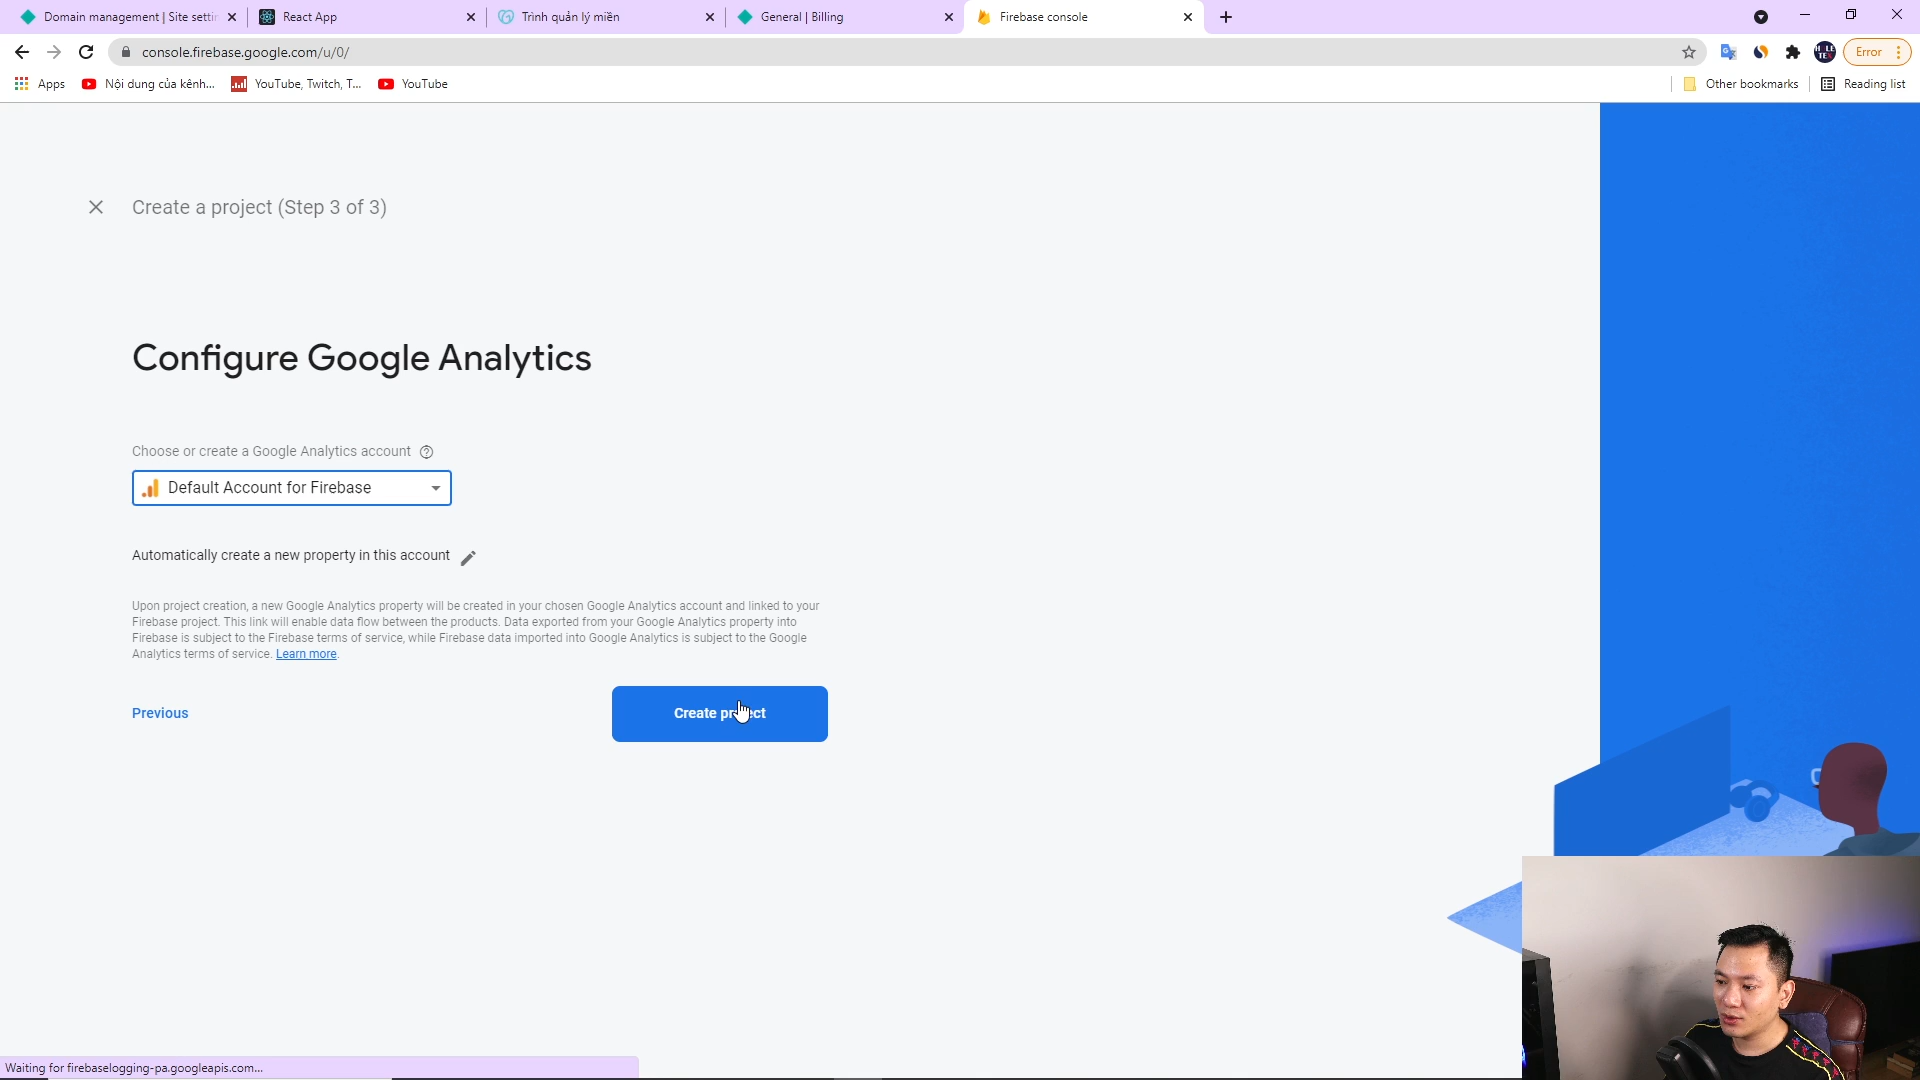 Domain management | Site settin
React App
Trình quản lý miền
General | Billing
Firebase console
console.firebase.google.com/u/0/
Error
Apps
Nội dung của kênh...
YouTube, Twitch, T...
YouTube
Other bookmarks
Reading list
Create a project (Step 3 of 3)
Configure Google Analytics
Choose or create a Google Analytics account
Default Account for Firebase
Automatically create a new property in this account
Upon project creation, a new Google Analytics property will be created in your chosen Google Analytics account and linked to your
Firebase project. This link will enable data flow between the products. Data exported from your Google Analytics property into
Firebase is subject to the Firebase terms of service, while Firebase data imported into Google Analytics is subject to the Google
Analytics terms of service. Learn more.
Previous
Create project
Waiting for firebaselogging-pa.googleapis.com...